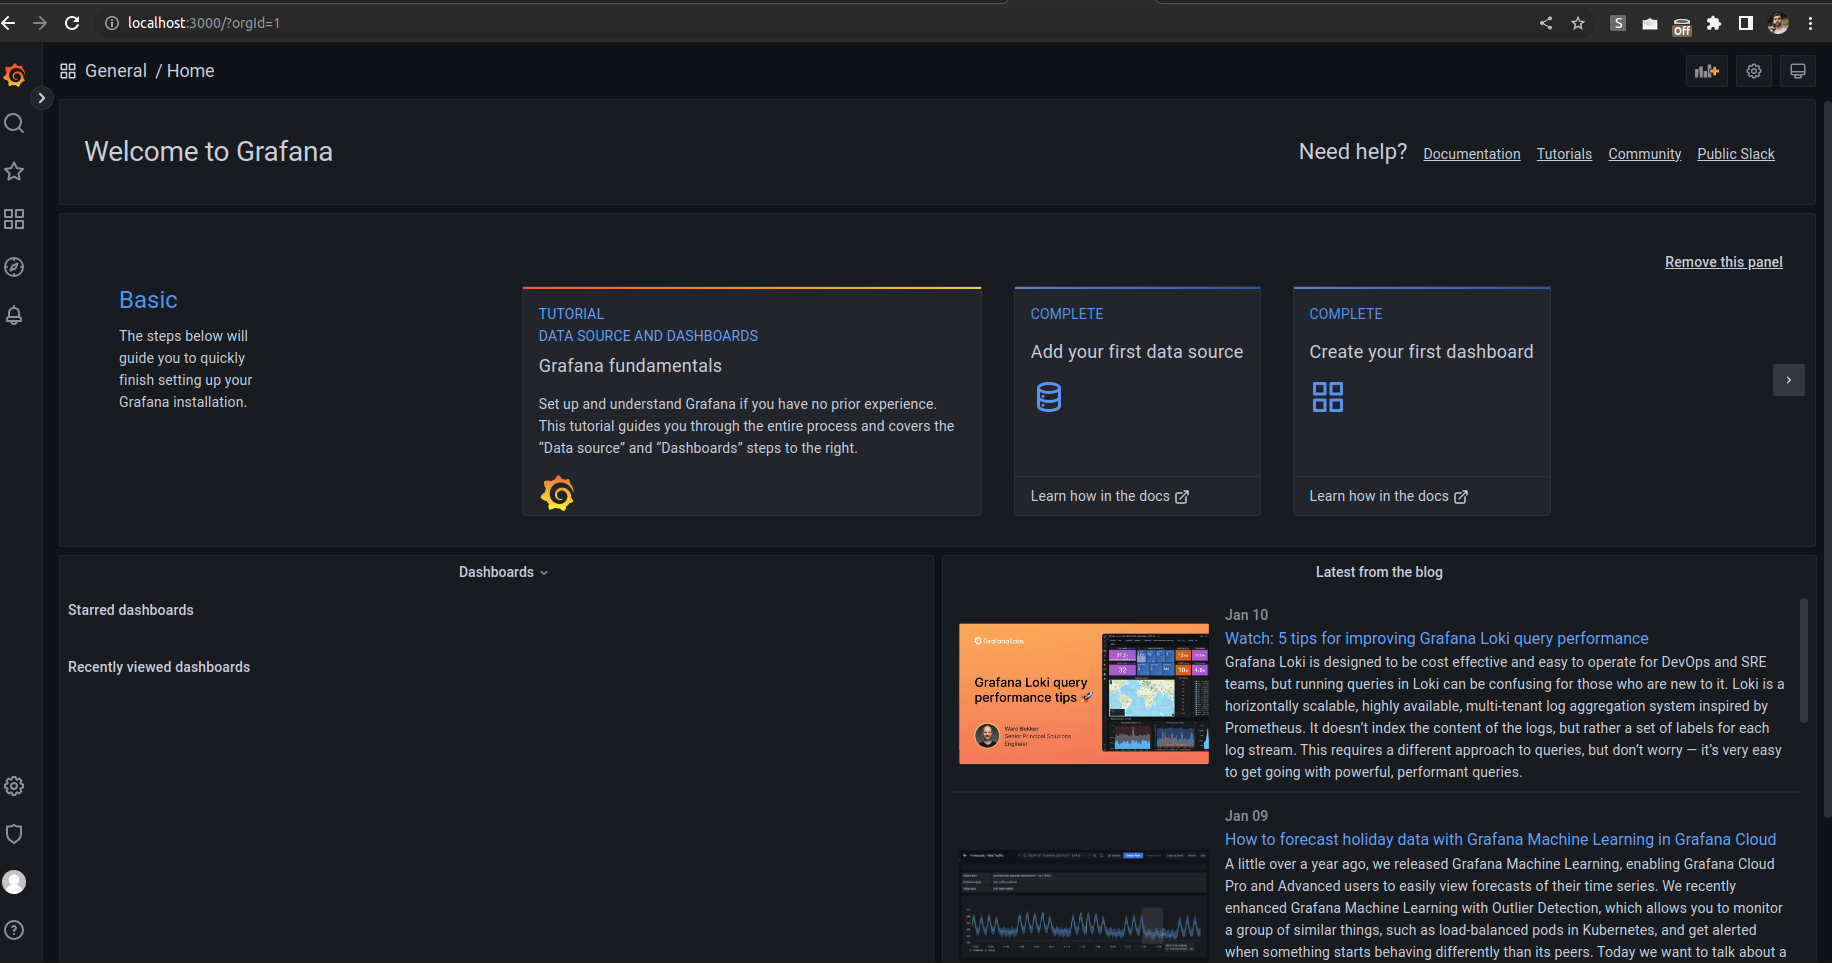 localhost:3000/?orgId=1
S
Off
General / Home
Welcome to Grafana
Need help? Documentation Tutorials Community Public Slack
Remove this panel
Basic
The steps below will
guide you to quickly
finish setting up your
Grafana installation.
TUTORIAL
DATA SOURCE AND DASHBOARDS
Grafana fundamentals
Set up and understand Grafana if you have no prior experience.
This tutorial guides you through the entire process and covers the
“Data source” and “Dashboards” steps to the right.
COMPLETE
Add your first data source
Learn how in the docs
COMPLETE
Create your first dashboard
Learn how in the docs
Dashboards
Starred dashboards
Recently viewed dashboards
Latest from the blog
GrafanaLabs
Grafana Loki query
performance tips
Ward Bekker
Senior Principal Solutions
Engineer
Jan 10
Watch: 5 tips for improving Grafana Loki query performance
Grafana Loki is designed to be cost effective and easy to operate for DevOps and SRE
teams, but running queries in Loki can be confusing for those who are new to it. Loki is a
horizontally scalable, highly available, multi-tenant log aggregation system inspired by
Prometheus. It doesn’t index the content of the logs, but rather a set of labels for each
log stream. This requires a different approach to queries, but don’t worry — it’s very easy
to get going with powerful, performant queries.
Jan 09
How to forecast holiday data with Grafana Machine Learning in Grafana Cloud
A little over a year ago, we released Grafana Machine Learning, enabling Grafana Cloud
Pro and Advanced users to easily view forecasts of their time series. We recently
enhanced Grafana Machine Learning with Outlier Detection, which allows you to monitor
a group of similar things, such as load-balanced pods in Kubernetes, and get alerted
when something starts behaving differently than its peers. Today we want to talk about a